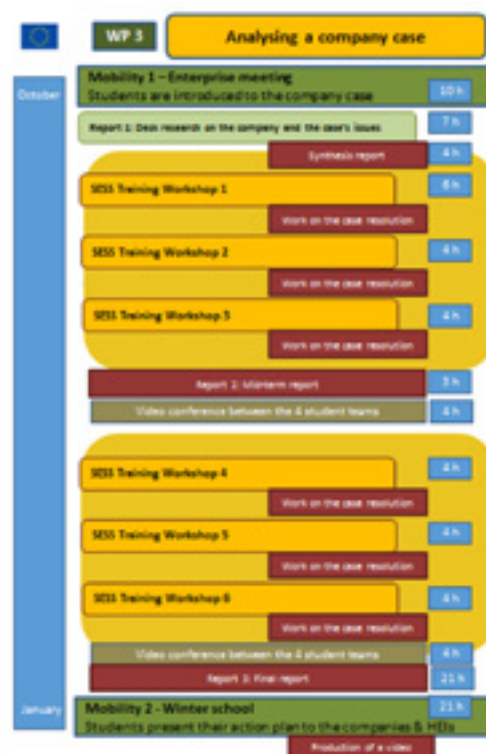 WP 3
Analysing a company case
October
Mobility 1 – Enterprise meeting
Students are introduced to the company case
10 h
Report 1: Desk research on the company and the case's issues
7 h
Synthesis report
4 h
SESS Training Workshop 1
6 h
Work on the case resolution
SESS Training Workshop 2
4 h
Work on the case resolution
SESS Training Workshop 3
4 h
Work on the case resolution
Report 2: Mid-term report
3 h
Video conference between the 4 student teams
4 h
SESS Training Workshop 4
4 h
Work on the case resolution
SESS Training Workshop 5
4 h
Work on the case resolution
SESS Training Workshop 6
4 h
Work on the case resolution
Video conference between the 4 student teams
4 h
Report 3: Final report
21 h
January
Mobility 2 - Winter school
21 h
Students present their action plan to the companies & HEIs
Production of a video